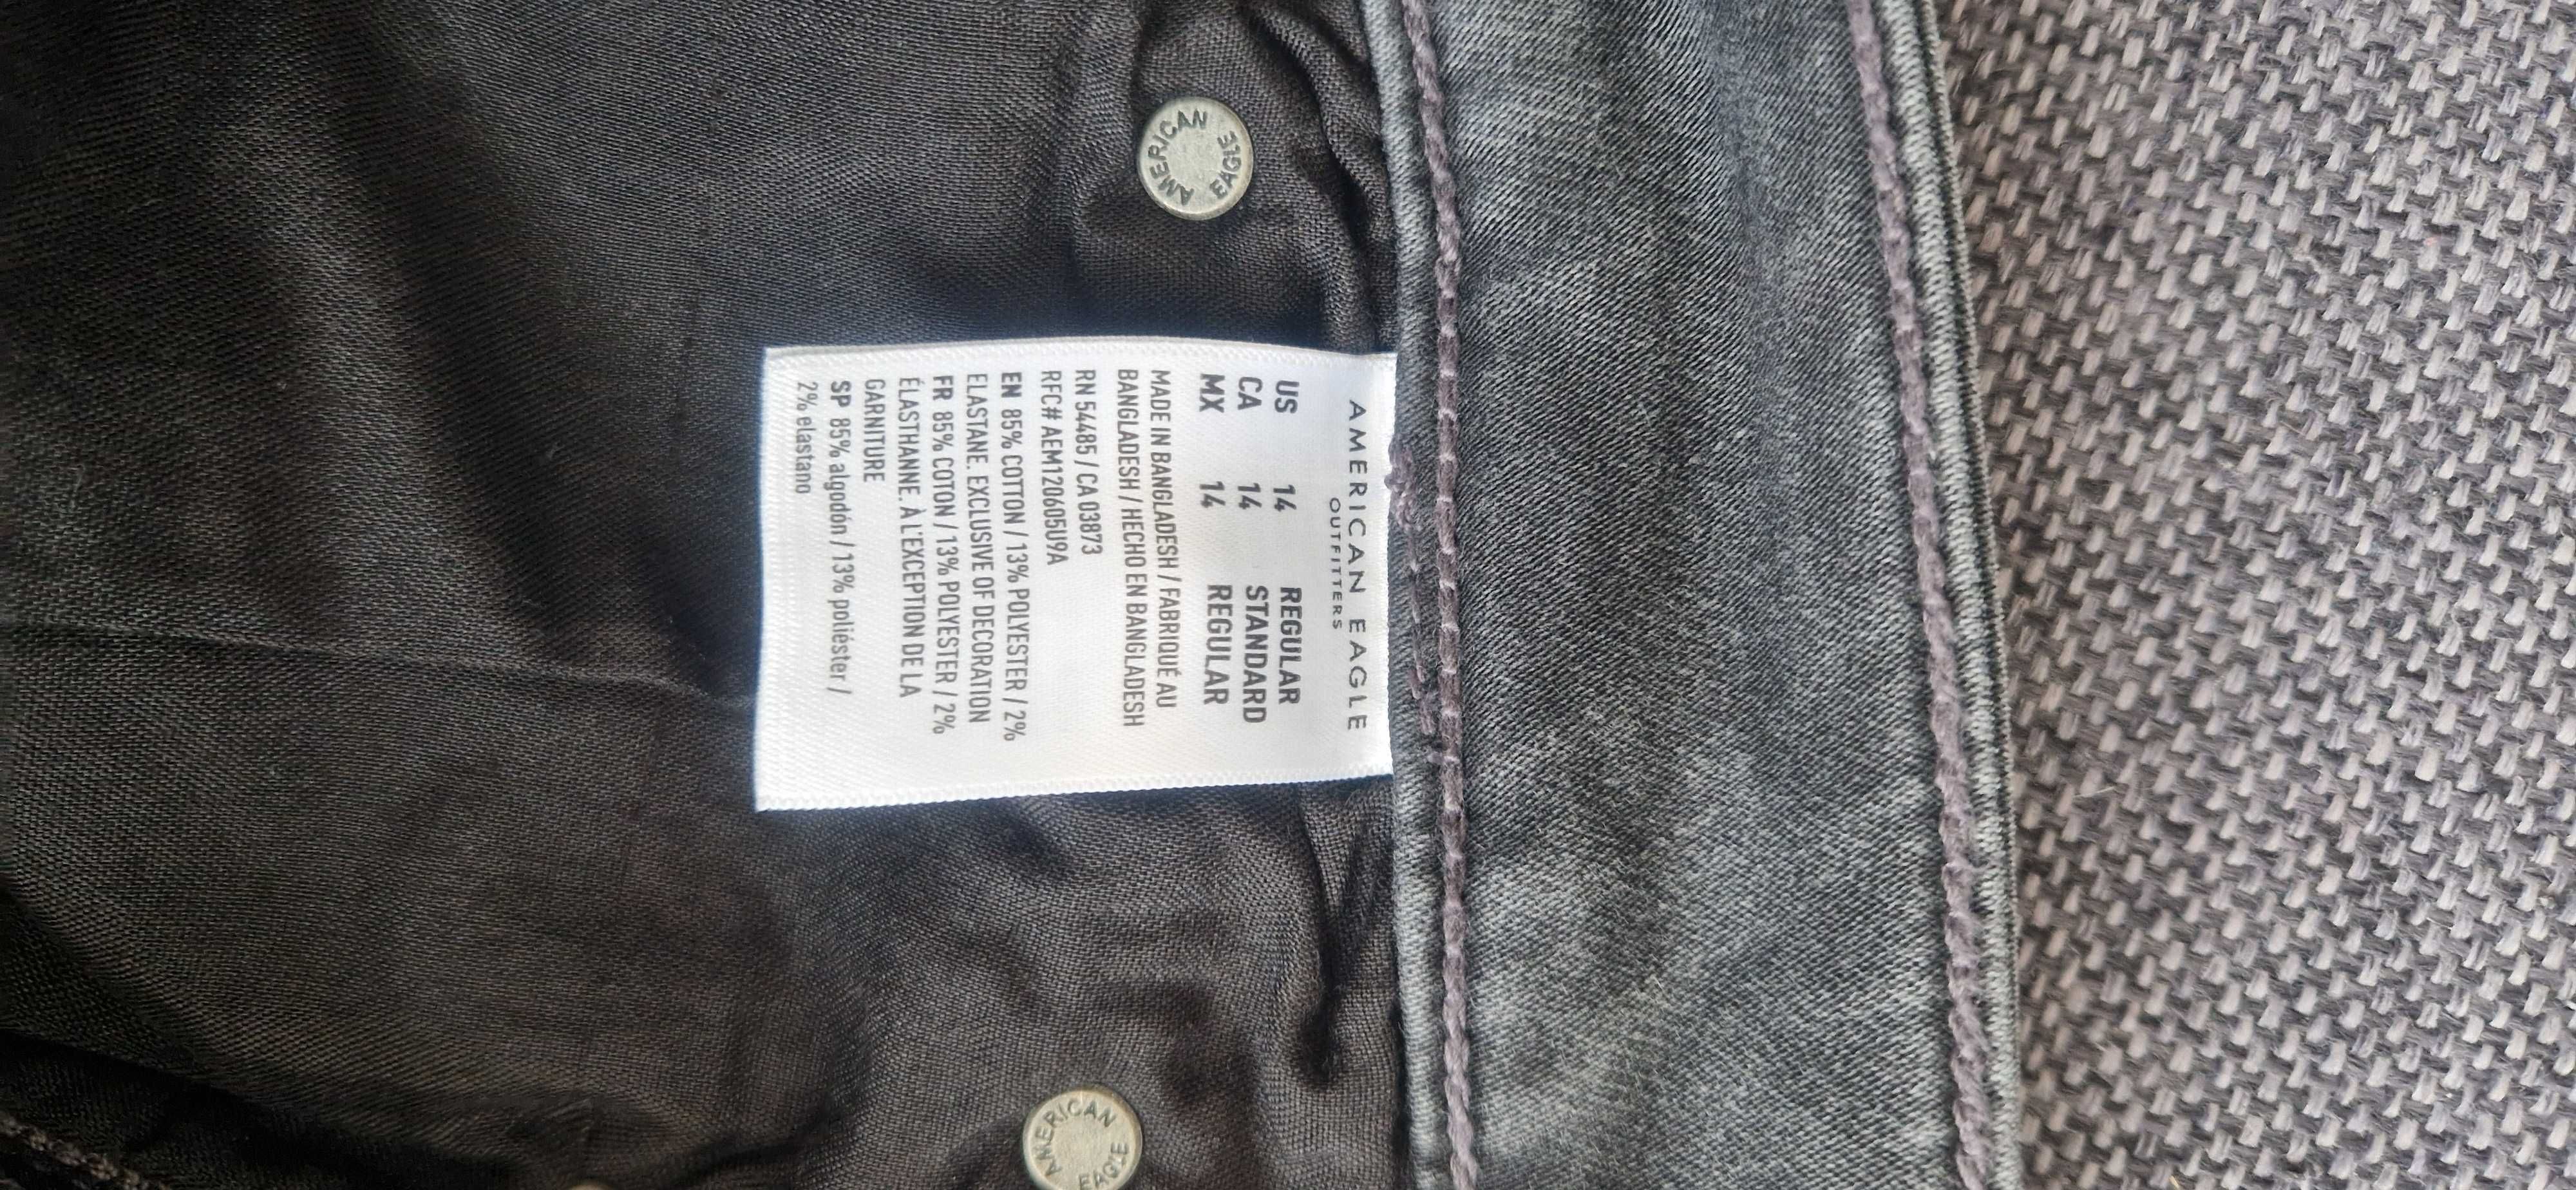 AMERICAN EAGLE
OUTFITTERS
US 14 REGULAR
CA 14 STANDARD
MX 14 REGULAR
MADE IN BANGLADESH / FABRIQUÉ AU
BANGLADESH / HECHO EN BANGLADESH
RN 54485 / CA 03873
RFC# AEM120605U9A
EN 85% COTTON / 13% POLYESTER / 2%
ELASTANE. EXCLUSIVE OF DECORATION
FR 85% COTON / 13% POLYESTER / 2%
ÉLASTHANNE. À L'EXCEPTION DE LA
GARNITURE
SP 85% algodón / 13% poliéster /
2% elastano
AMERICAN
EAGLE
AMERICAN
EAGLE